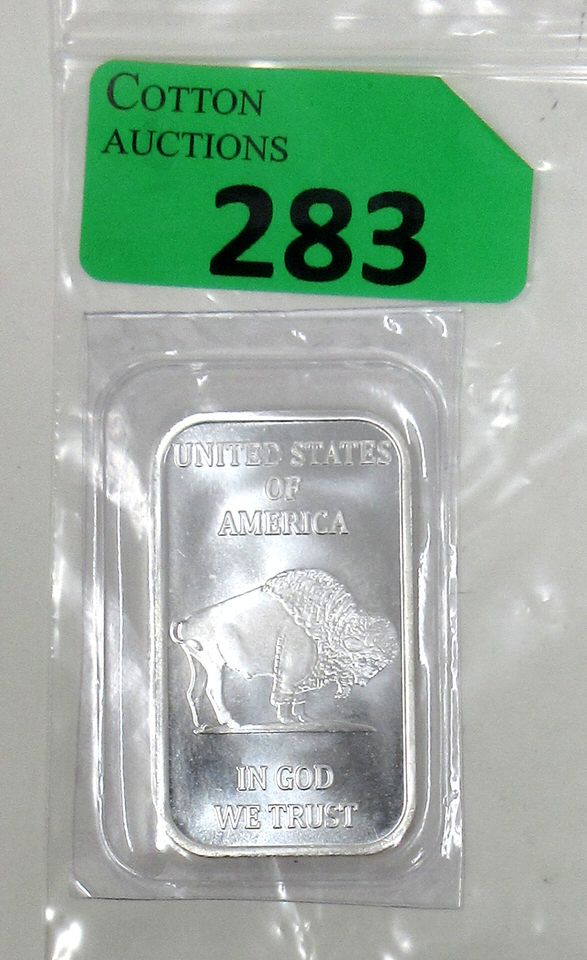 COTTON
AUCTIONS
283
UNITED STATES
OF
AMERICA
IN GOD
WE TRUST